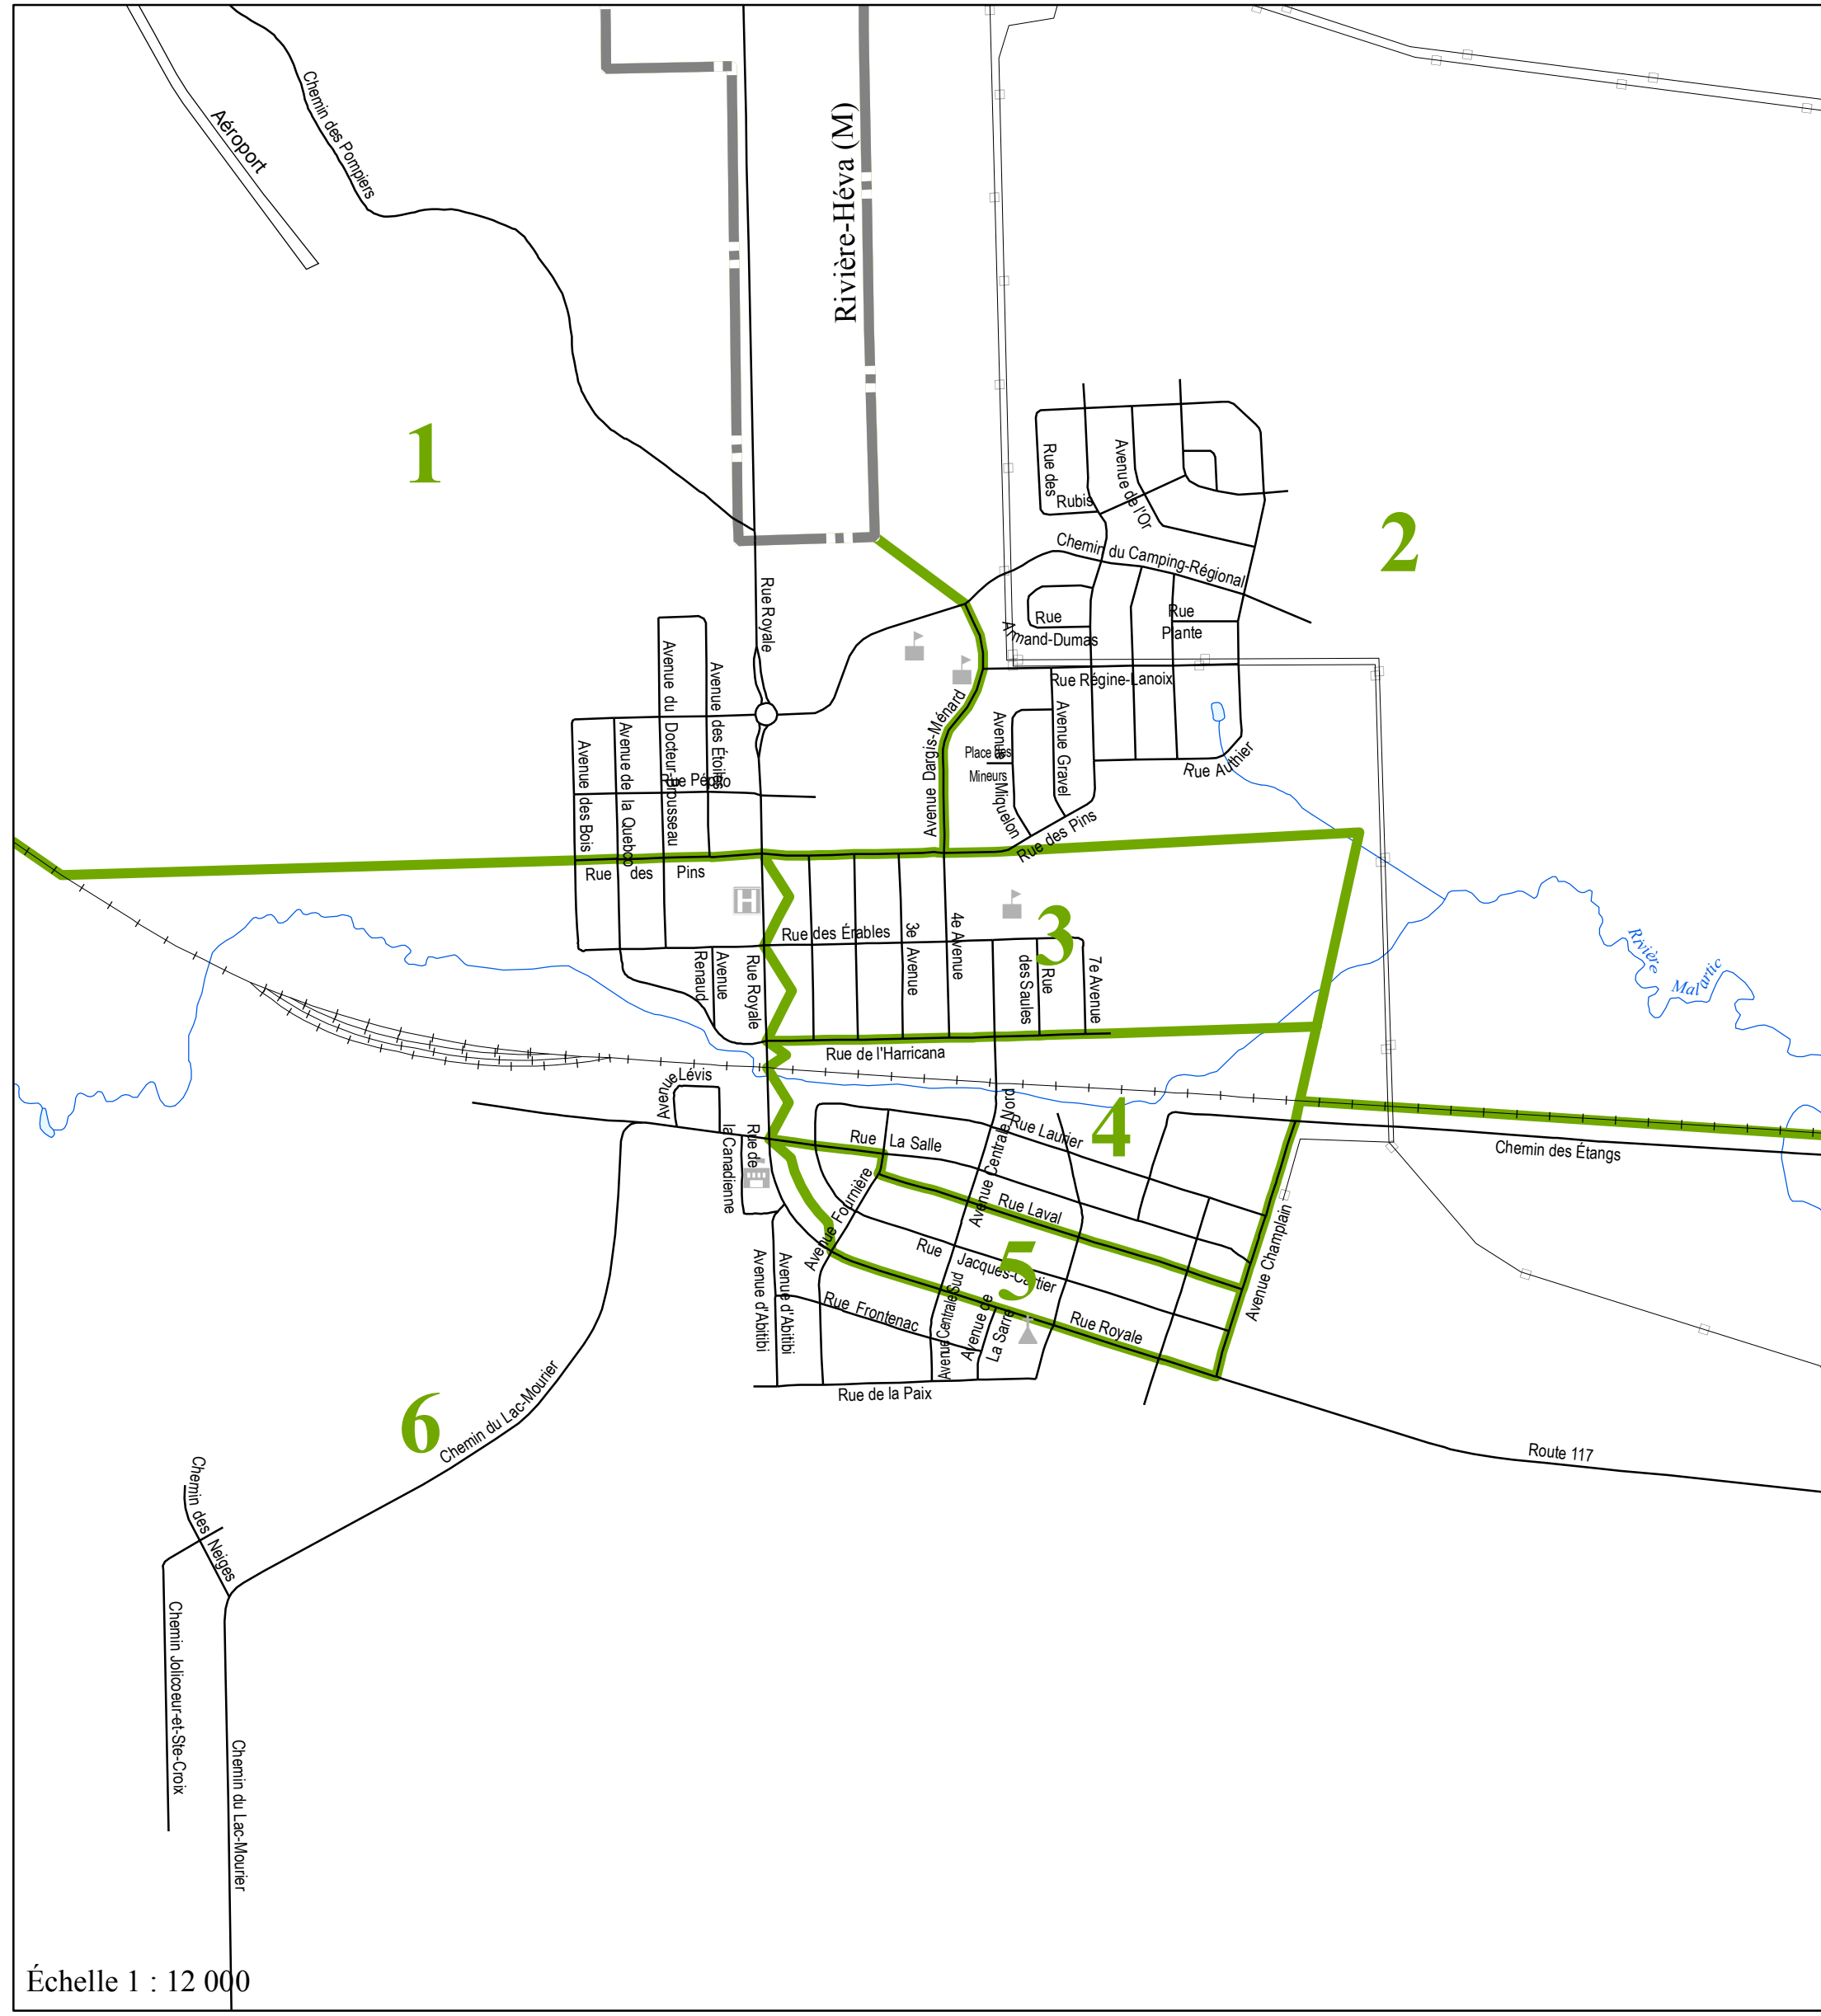 Chemin des Pompiers
Aéroport
Rivière-Héva (M)
1
2
Rue des
Rubis
Avenue de l'Or
Chemin du Camping-Régional
Rue Royale
Rue
Armand-Dumas
Rue
Plante
Rue Régine-Lanoix
Avenue du Docteur-Brousseau
Avenue des Étoiles
Avenue Dargis-Ménard
Avenue
Miquelon
Avenue Gravel
Place des
Mineurs
Rue Authier
Avenue des Bois
Avenue de la Quebco
Rue Pépino
Rue des Pins
Rue des Pins
Rue des Érables
3e Avenue
4e Avenue
3
Rue
des Saules
7e Avenue
Avenue
Renaud
Rue Royale
Rivière
Malartic
Rue de l'Harricana
Avenue
Lévis
Rue de
la Canadienne
Rue La Salle
Avenue Centrale Nord
Rue Laurier
4
Chemin des Étangs
Avenue Fournière
Rue Laval
Rue Jacques-Cartier
5
Avenue Champlain
Avenue d'Abitibi
Avenue d'Abitibi
Rue Frontenac
Avenue Centrale Sud
Avenue de
La Sarre
Rue Royale
Rue de la Paix
6
Chemin du Lac-Mourier
Route 117
Chemin des Neiges
Chemin Jolicoeur-et-Ste-Croix
Chemin du Lac-Mourier
Échelle 1 : 12 000